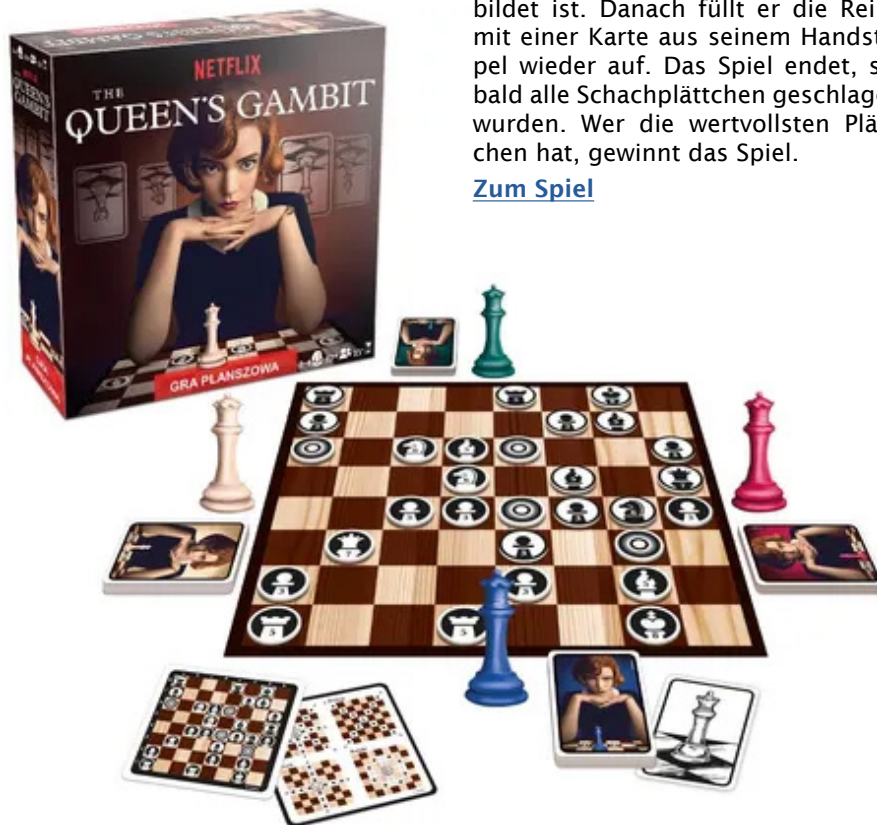 bildet ist. Danach füllt er die Rei
mit einer Karte aus seinem Handst
pel wieder auf. Das Spiel endet, s
bald alle Schachplättchen geschlage
wurden. Wer die wertvollsten Plä
chen hat, gewinnt das Spiel.
Zum Spiel
NETFLIX
THE
QUEEN'S GAMBIT
GRA PLANSZOWA